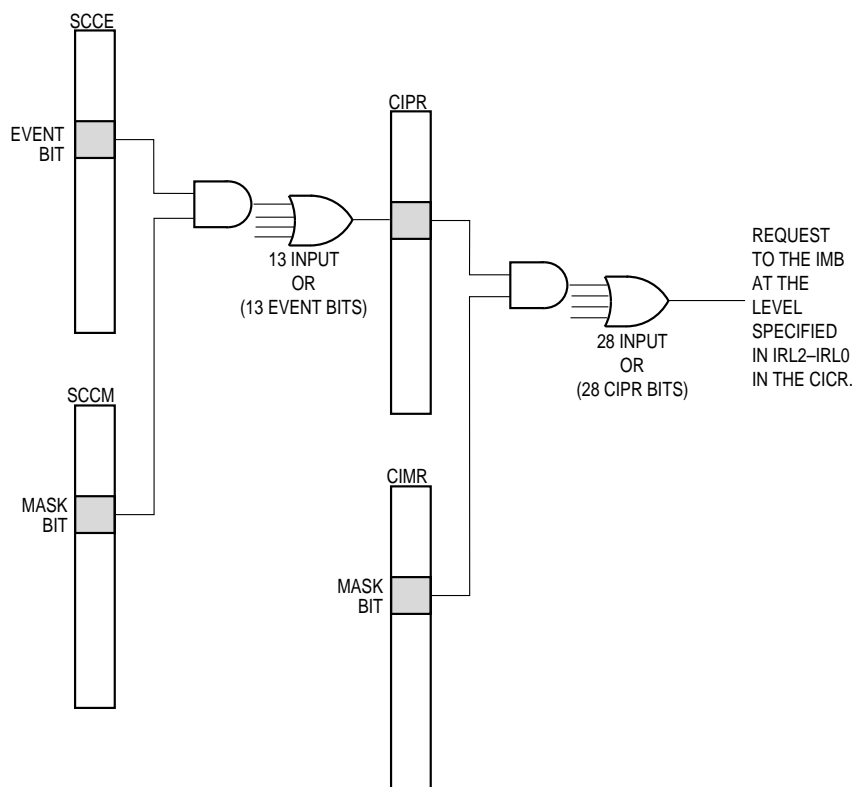 SCCE
EVENT
BIT
CIPR
13 INPUT
OR
(13 EVENT BITS)
REQUEST
TO THE IMB
AT THE
LEVEL
SPECIFIED
IN IRL2–IRL0
IN THE CICR.
28 INPUT
OR
(28 CIPR BITS)
SCCM
MASK
BIT
CIMR
MASK
BIT